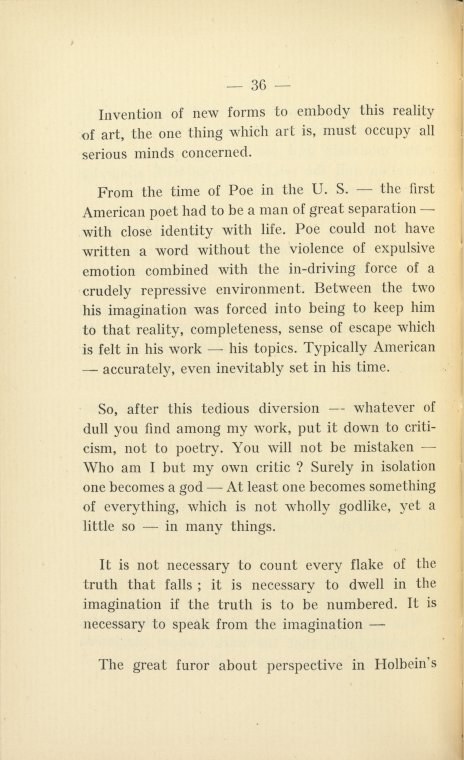 — 36 —
Invention of new forms to embody this reality
of art, the one thing which art is, must occupy all
serious minds concerned.
From the time of Poe in the U. S. — the first
American poet had to be a man of great separation —
with close identity with life. Poe could not have
written a word without the violence of expulsive
emotion combined with the in-driving force of a
crudely repressive environment. Between the two
his imagination was forced into being to keep him
to that reality, completeness, sense of escape which
is felt in his work — his topics. Typically American
— accurately, even inevitably set in his time.
So, after this tedious diversion — whatever of
dull you find among my work, put it down to criti-
cism, not to poetry. You will not be mistaken —
Who am I but my own critic ? Surely in isolation
one becomes a god — At least one becomes something
of everything, which is not wholly godlike, yet a
little so — in many things.
It is not necessary to count every flake of the
truth that falls ; it is necessary to dwell in the
imagination if the truth is to be numbered. It is
necessary to speak from the imagination —
The great furor about perspective in Holbein's